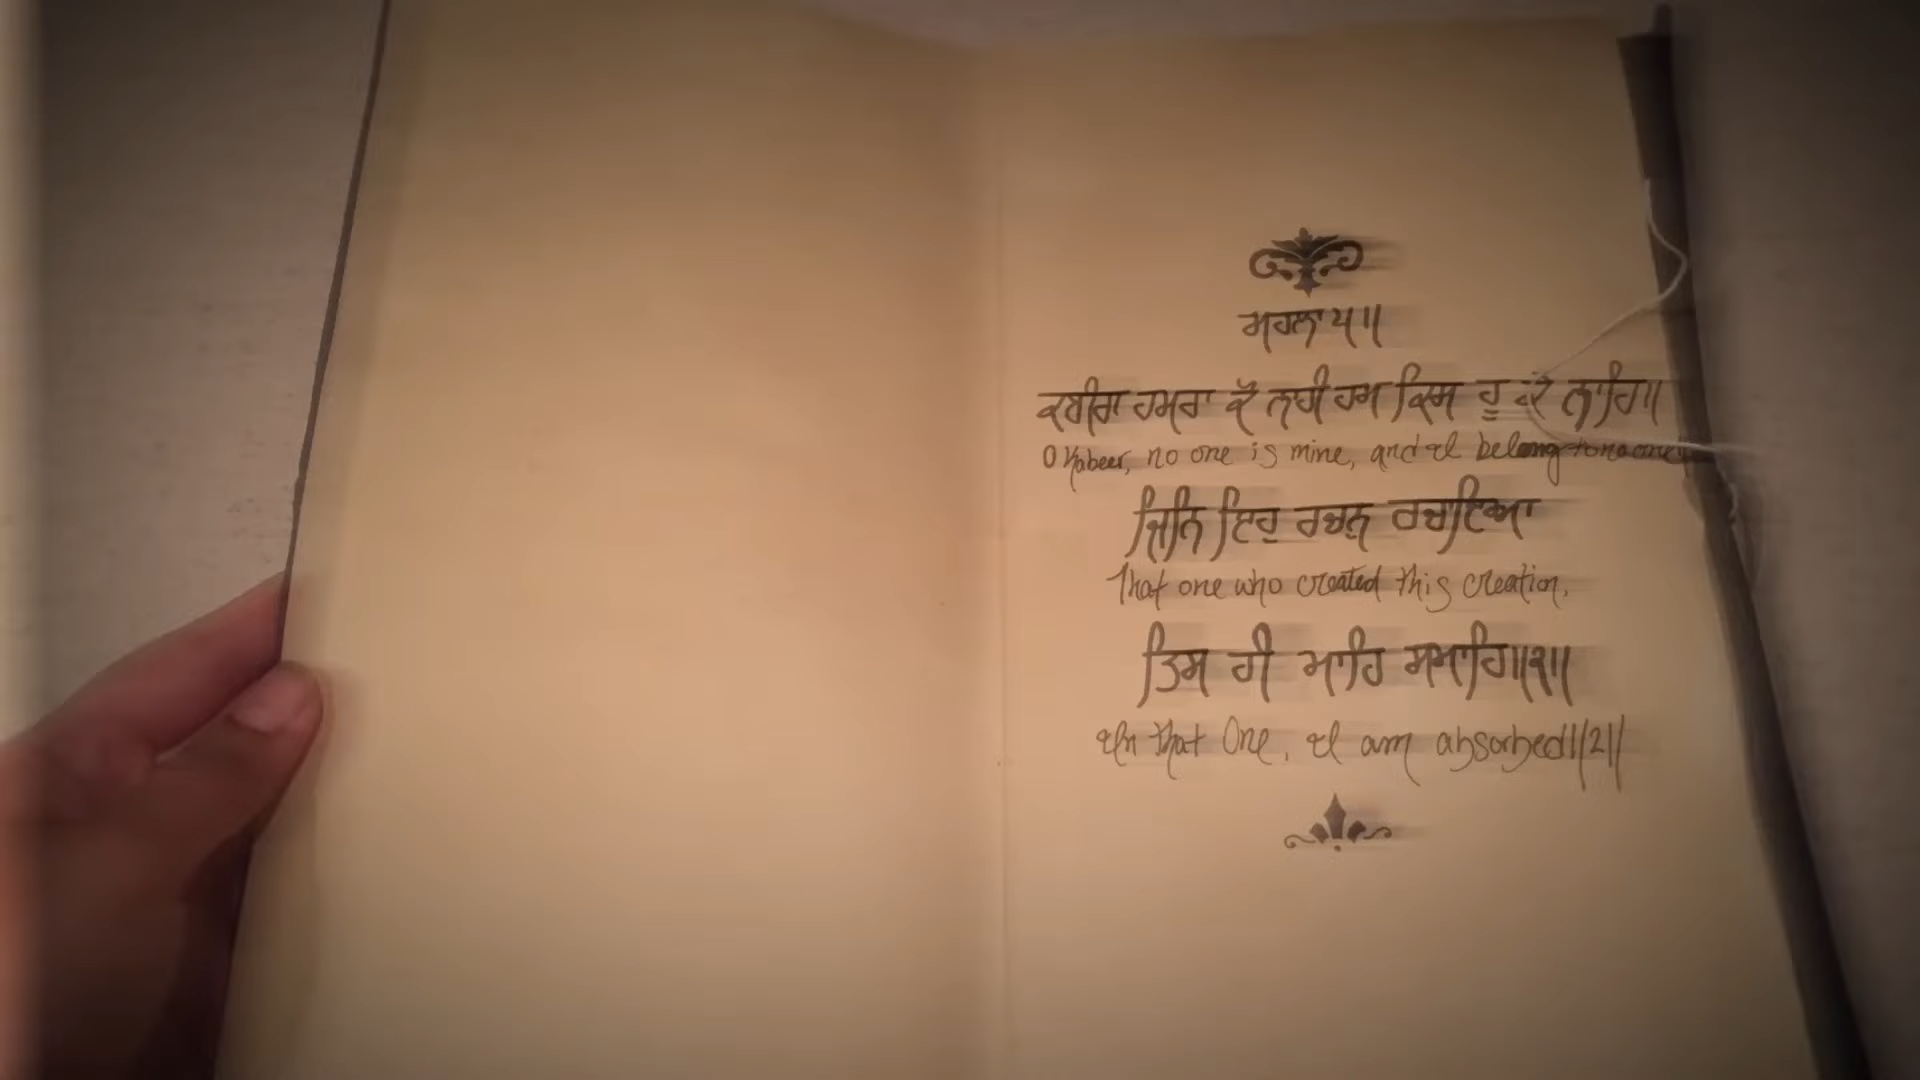 ਮਹਲਾ ੫॥
ਕਬੀਰਾ ਹਮਰਾ ਕੋ ਨਹੀ ਹਮ ਕਿਸ ਹੂ ਕੇ ਨਾਹਿ॥
O Kabeer, no one is mine, and I belong to no one.
ਜਿਨਿ ਇਹੁ ਰਚਨੁ ਰਚਾਇਆ
That one who created this creation,
ਤਿਸ ਹੀ ਮਾਹਿ ਸਮਾਹਿ॥੨॥
In that One, I am absorbed||2||